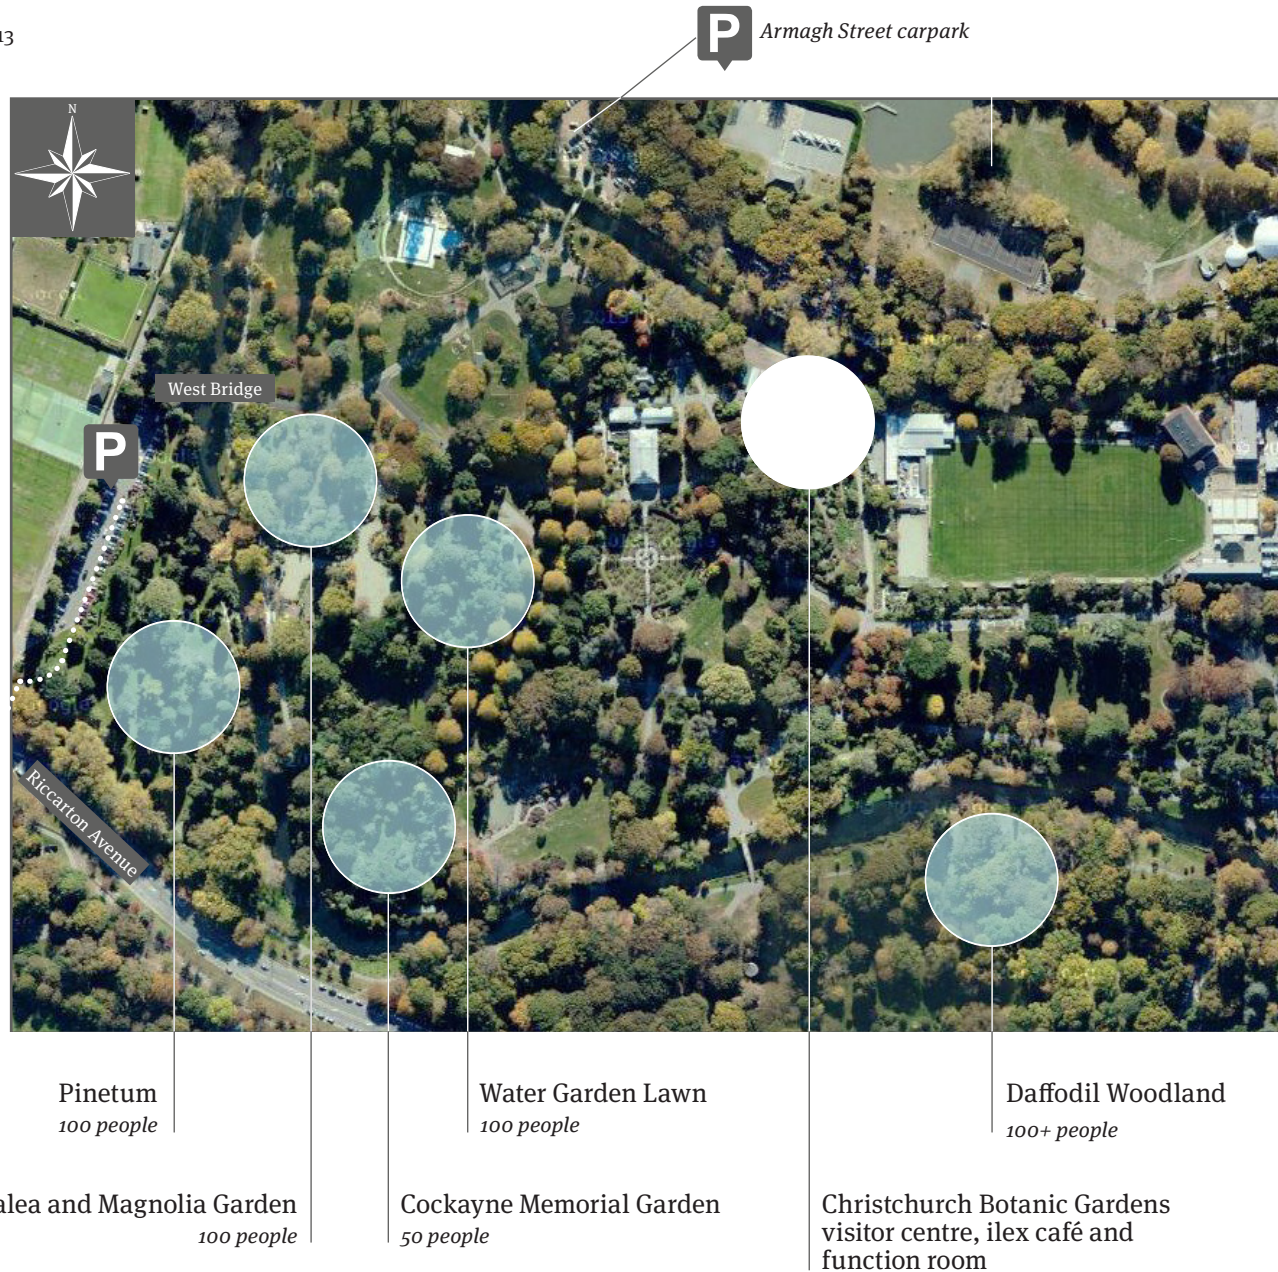 13
P
Armagh Street carpark
N
West Bridge
P
Riccarton Avenue
Pinetum
100 people
Water Garden Lawn
100 people
Daffodil Woodland
100+ people
alea and Magnolia Garden
100 people
Cockayne Memorial Garden
50 people
Christchurch Botanic Gardens
visitor centre, ilex café and
function room